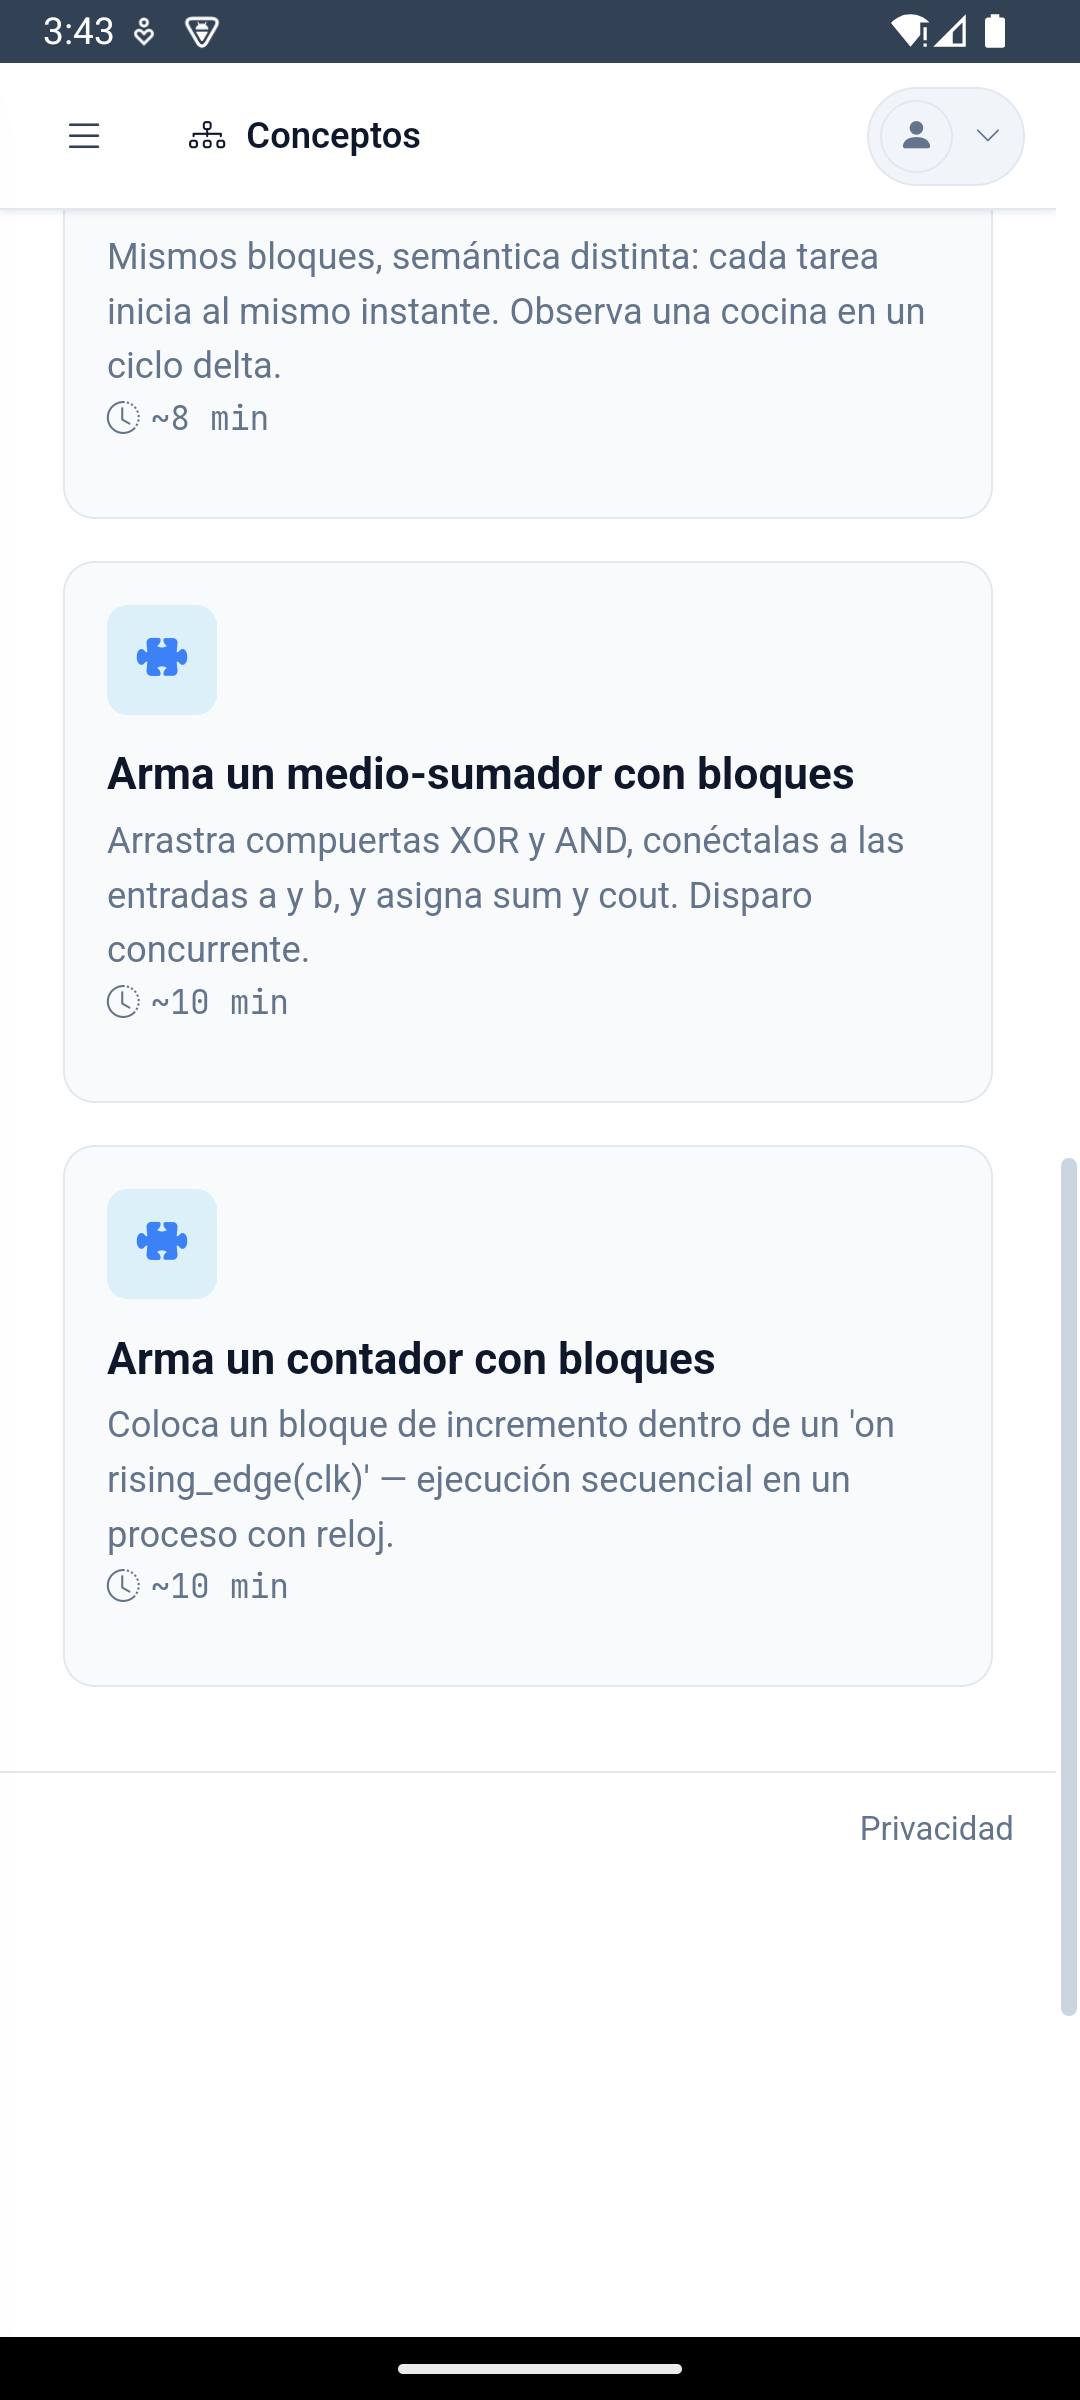 3:43
Conceptos
Mismos bloques, semántica distinta: cada tarea
inicia al mismo instante. Observa una cocina en un
ciclo delta.
~8 min
Arma un medio-sumador con bloques
Arrastra compuertas XOR y AND, conéctalas a las
entradas a y b, y asigna sum y cout. Disparo
concurrente.
~10 min
Arma un contador con bloques
Coloca un bloque de incremento dentro de un 'on
rising_edge(clk)' — ejecución secuencial en un
proceso con reloj.
~10 min
Privacidad